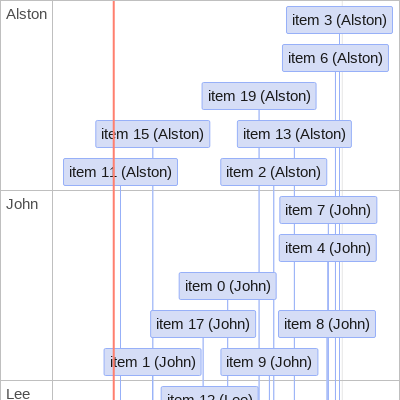 Alston
item 3 (Alston)
item 6 (Alston)
item 19 (Alston)
item 15 (Alston)
item 13 (Alston)
item 11 (Alston)
item 2 (Alston)
John
item 7 (John)
item 4 (John)
item 0 (John)
item 17 (John)
item 8 (John)
item 1 (John)
item 9 (John)
Lee
item 12 (Lee)